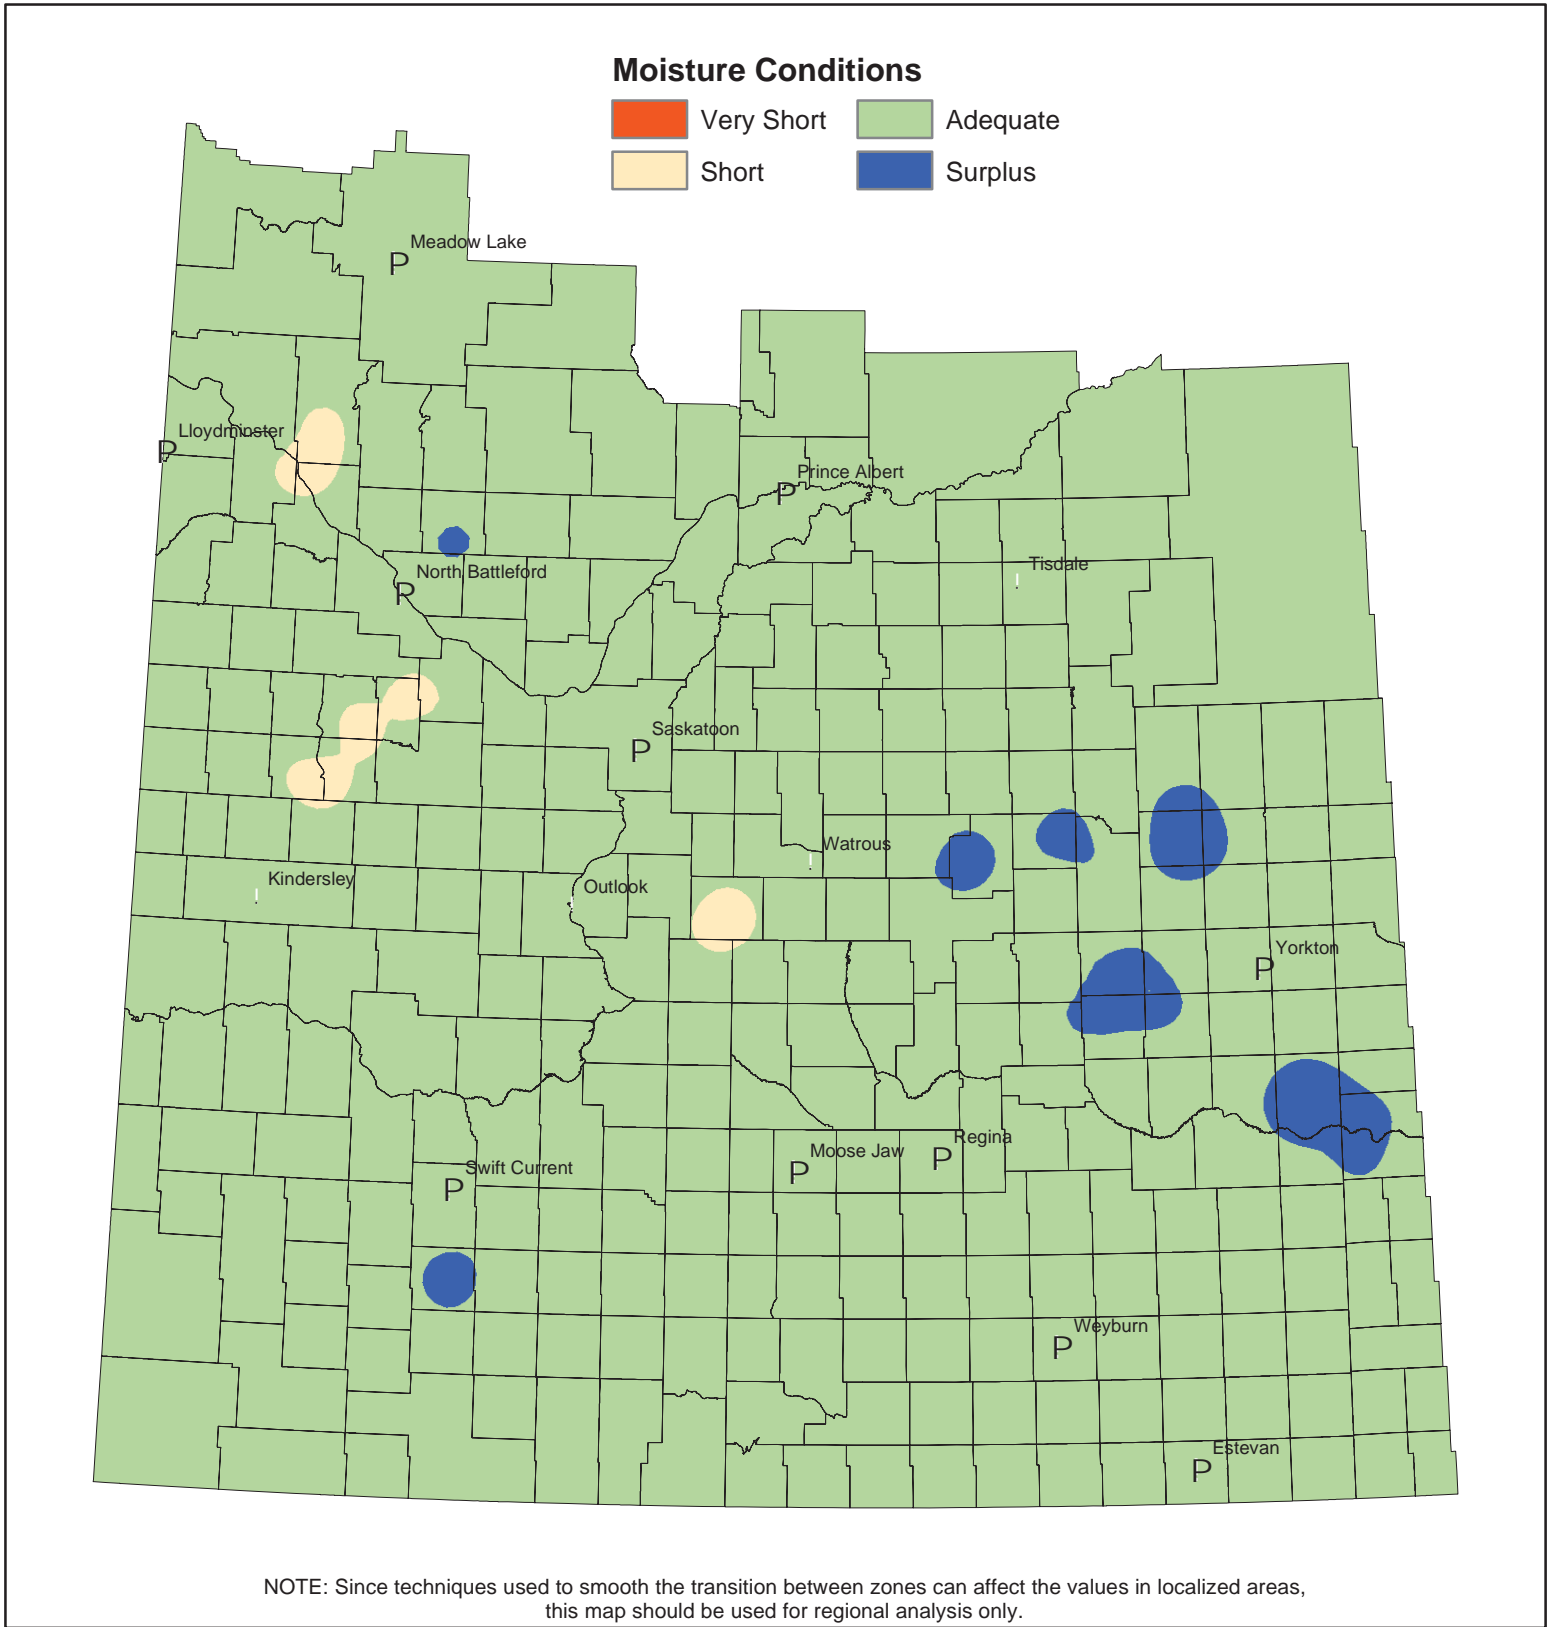 Moisture Conditions
Very Short
Adequate
Short
Surplus
Meadow Lake
P
Lloydminster
P
Prince Albert
P
Tisdale
!
North Battleford
P
Saskatoon
P
Watrous
!
Kindersley
!
Outlook
!
Yorkton
P
Regina
P
Moose Jaw
P
Swift Current
P
Weyburn
P
Estevan
P
NOTE: Since techniques used to smooth the transition between zones can affect the values in localized areas,
this map should be used for regional analysis only.